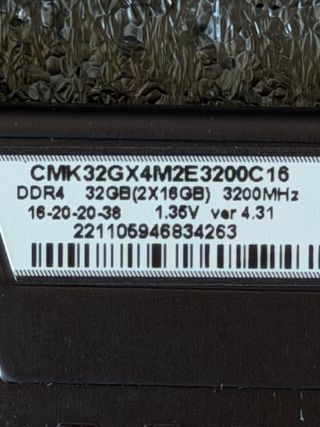 CMK32GX4M2E3200C16
DDR4 32GB(2X16GB) 3200MHz
16-20-20-38 1.35V ver 4.31
221105946834263